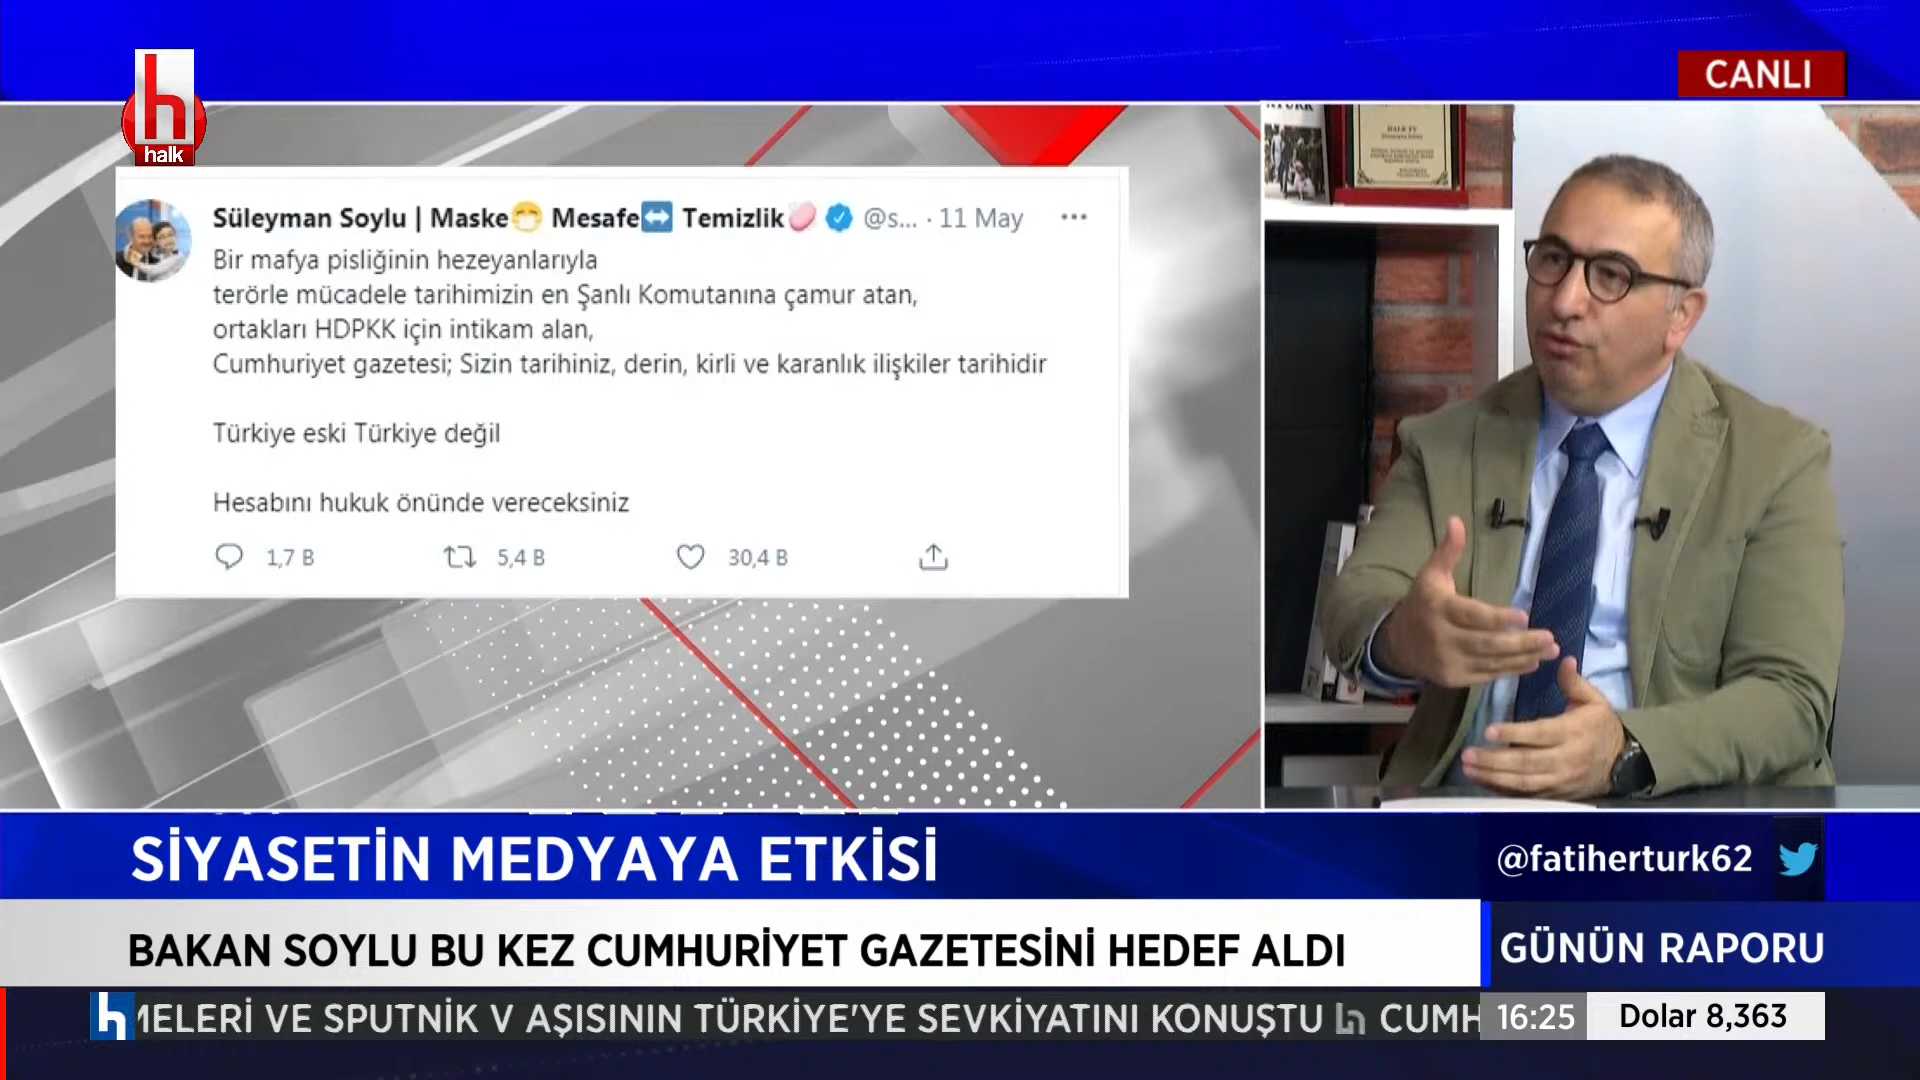 halk
CANLI
HALK TV
Süleyman Soylu | Maske😷 Mesafe↔️ Temizlik🧼 @s... · 11 May
Bir mafya pisliğinin hezeyanlarıyla
terörle mücadele tarihimizin en Şanlı Komutanına çamur atan,
ortakları HDPKK için intikam alan,
Cumhuriyet gazetesi; Sizin tarihiniz, derin, kirli ve karanlık ilişkiler tarihidir
Türkiye eski Türkiye değil
Hesabını hukuk önünde vereceksiniz
1,7 B 5,4 B 30,4 B
SİYASETİN MEDYAYA ETKİSİ
@fatiherturk62
BAKAN SOYLU BU KEZ CUMHURİYET GAZETESİNİ HEDEF ALDI
GÜNÜN RAPORU
MELERİ VE SPUTNİK V AŞISININ TÜRKİYE'YE SEVKİYATINI KONUŞTU CUMH
16:25
Dolar 8,363